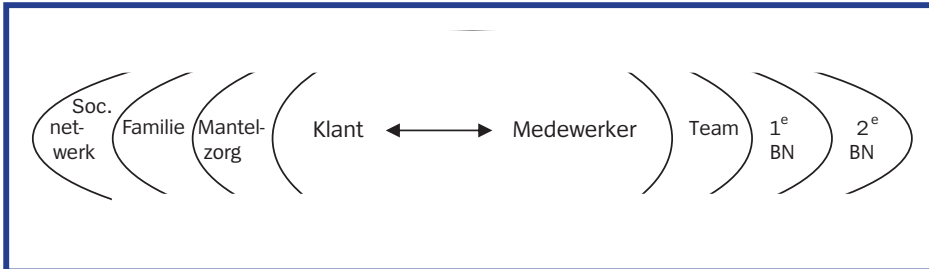 Soc.
net-
werk
Familie
Mantel-
zorg
Klant
Medewerker
Team
1e
BN
2e
BN